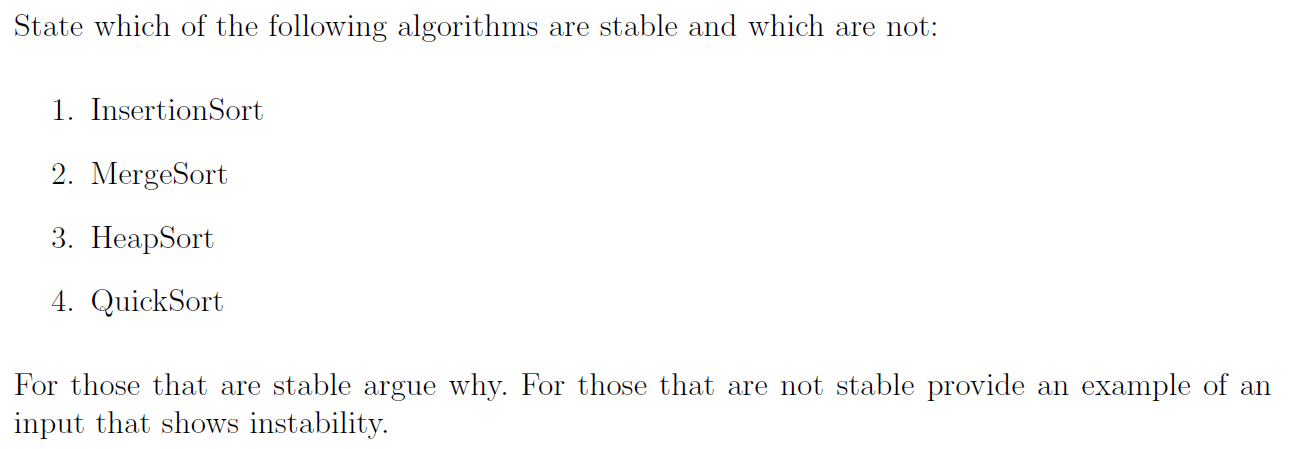 State which of the following algorithms are stable and which are not:
1. InsertionSort
2. MergeSort
3. HeapSort
4. QuickSort
For those that are stable argue why. For those that are not stable provide an example of an
input that shows instability.